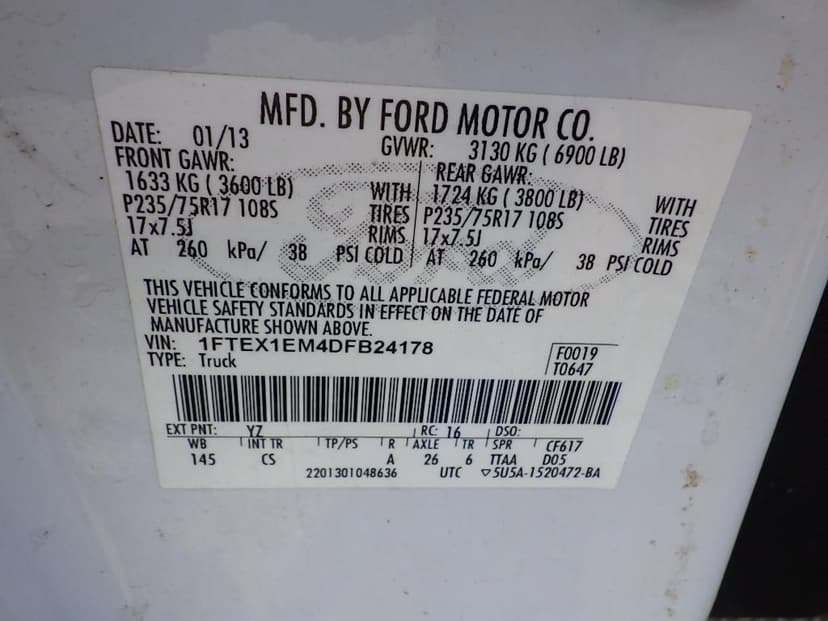 MFD. BY FORD MOTOR CO.
DATE: 01/13 GVWR: 3130 KG ( 6900 LB)
FRONT GAWR: REAR GAWR:
1633 KG ( 3600 LB) WITH 1724 KG ( 3800 LB) WITH
P235/75R17 108S TIRES P235/75R17 108S TIRES
17x7.5J RIMS 17x7.5J RIMS
AT 260 kPa/ 38 PSI COLD AT 260 kPa/ 38 PSI COLD
Ford
THIS VEHICLE CONFORMS TO ALL APPLICABLE FEDERAL MOTOR
VEHICLE SAFETY STANDARDS IN EFFECT ON THE DATE OF
MANUFACTURE SHOWN ABOVE.
VIN: 1FTEX1EM4DFB24178 F0019
TYPE: Truck T0647
EXT PNT: YZ RC: 16 DSO:
WB INT TR TP/PS R AXLE TR SPR CF617
145 CS A 26 6 TTAA D05
2201301048636 UTC ▽5U5A-1520472-BA